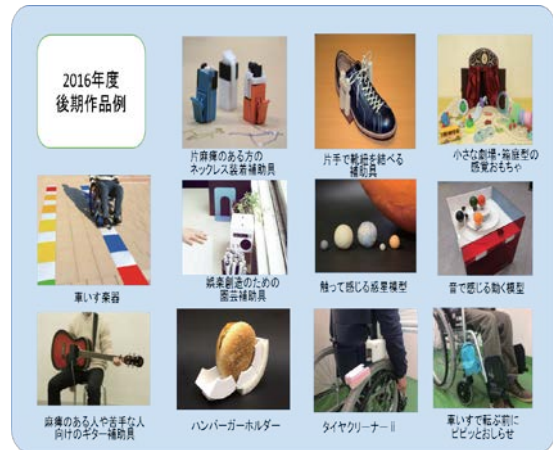 2016年度
後期作品例
片麻痺のある方の
ネックレス装着補助具
片手で靴紐を結べる
補助具
小さな劇場・箱庭型の
感覚おもちゃ
車いす楽器
娯楽創造のための
園芸補助具
触って感じる惑星模型
音で感じる動く模型
麻痺のある人や苦手な人
向けのギター補助具
ハンバーガーホルダー
タイヤクリーナーⅡ
車いすで転ぶ前に
ピピッとおしらせ